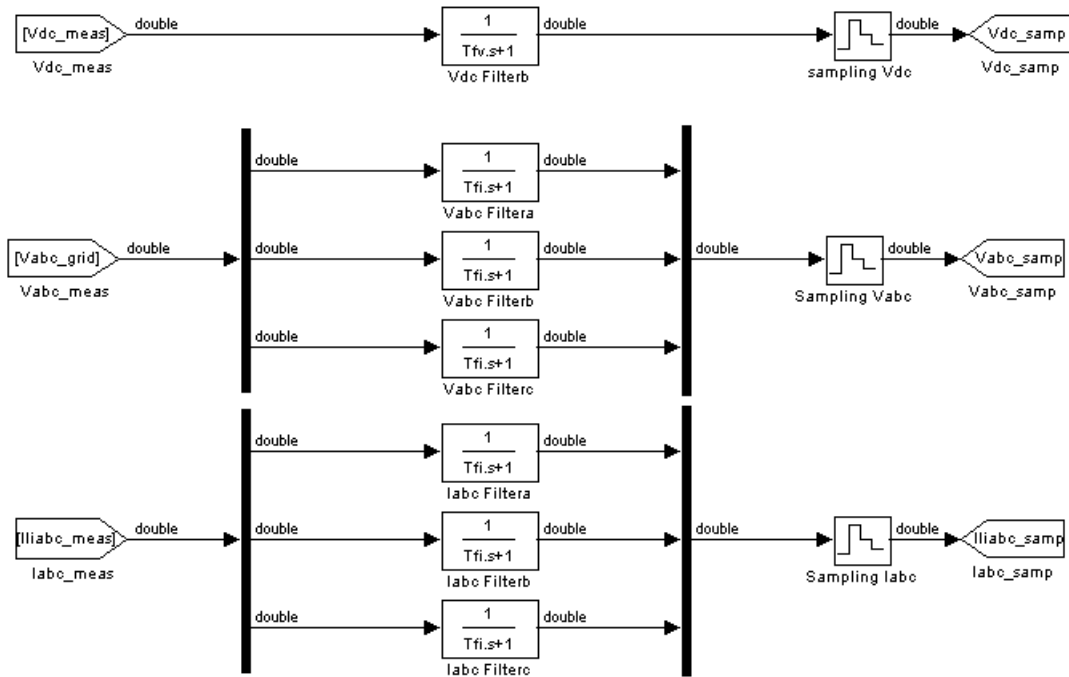 [Vdc_meas]
double
1
Tfv.s+1
double
Vdc_samp
Vdc_meas
Vdc Filterb
sampling Vdc
Vdc_samp
double
1
Tfi.s+1
double
Vabc Filtera
[Vabc_grid]
double
double
1
Tfi.s+1
double
double
double
Vabc_samp
Vabc_meas
Vabc Filterb
Sampling Vabc
Vabc_samp
double
1
Tfi.s+1
double
Vabc Filterc
double
1
Tfi.s+1
double
Iabc Filtera
[Iliabc_meas]
double
double
1
Tfi.s+1
double
double
double
Iliabc_samp
Iabc_meas
Iabc Filterb
Sampling Iabc
Iabc_samp
double
1
Tfi.s+1
double
Iabc Filterc